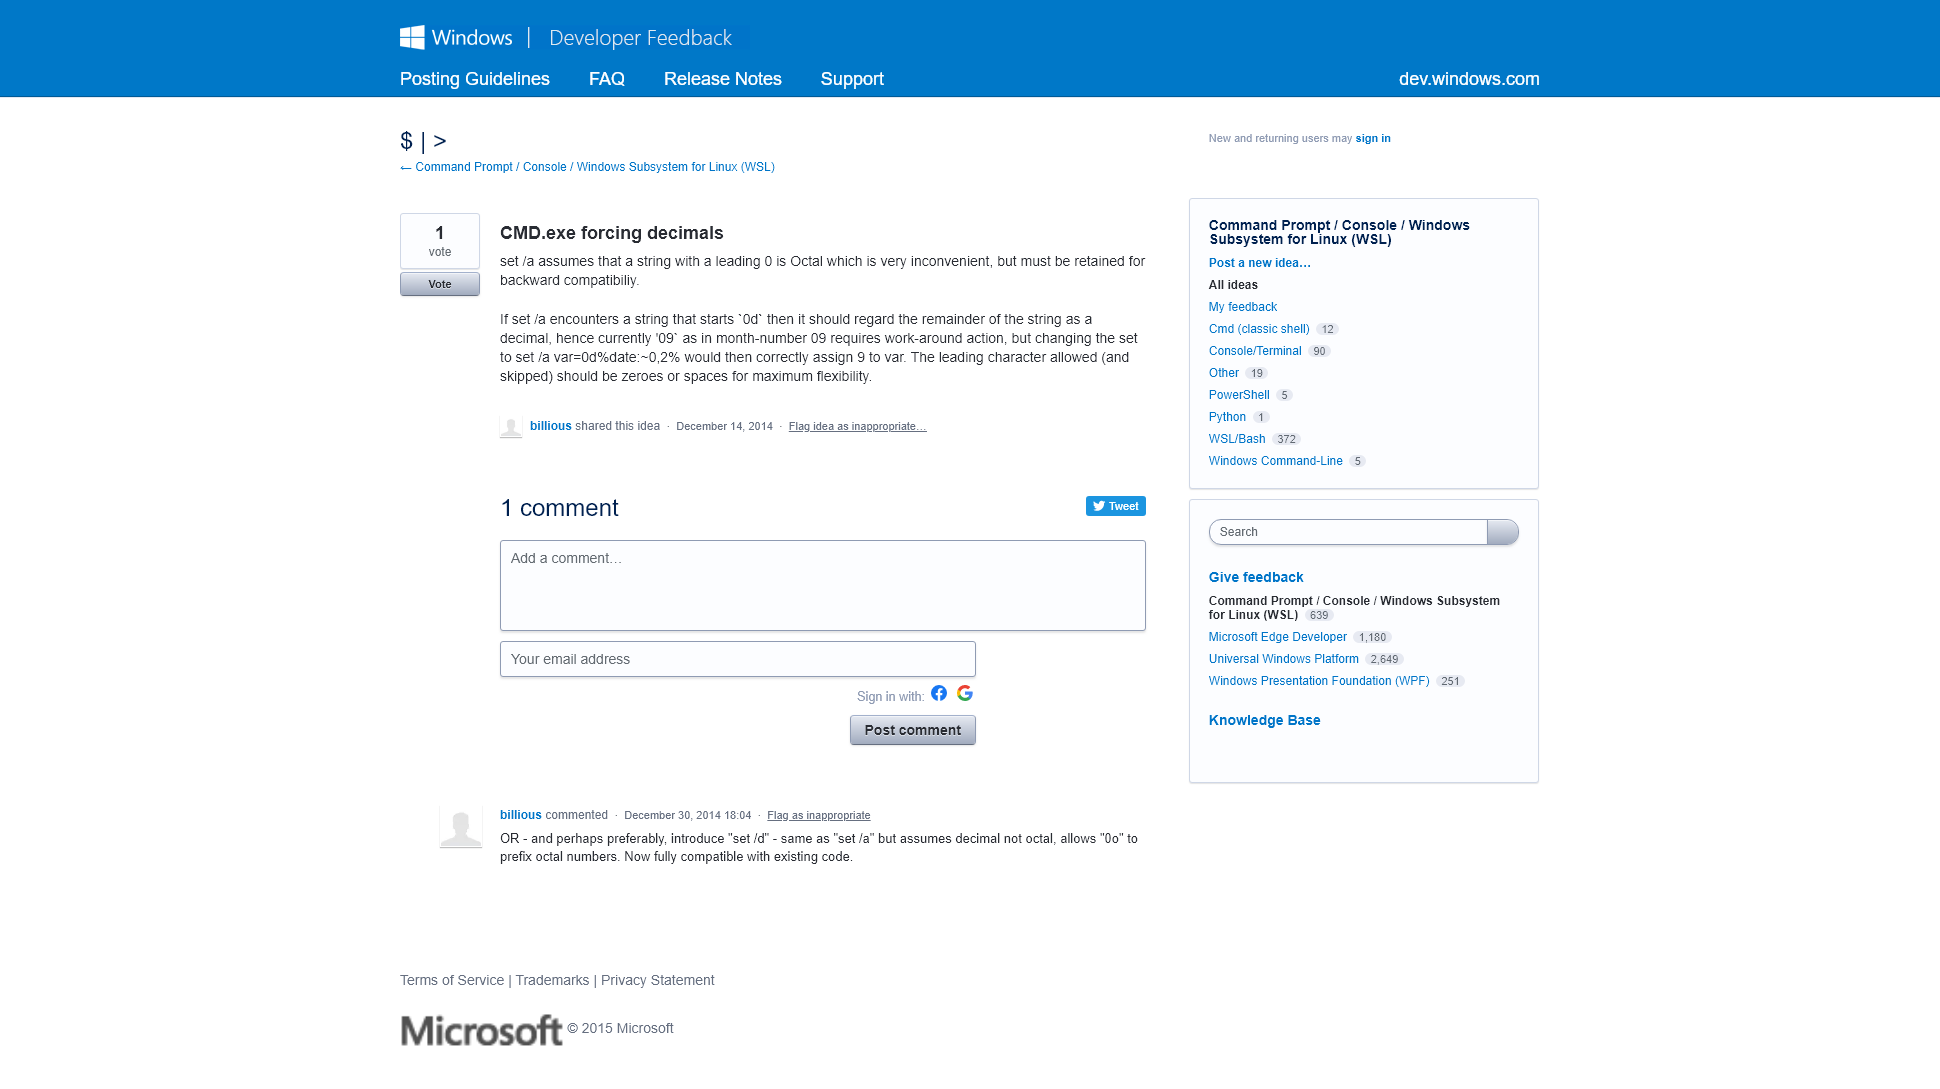 Windows | Developer Feedback
Posting Guidelines FAQ Release Notes Support dev.windows.com
$ | >
← Command Prompt / Console / Windows Subsystem for Linux (WSL)
New and returning users may sign in
1
vote
Vote
CMD.exe forcing decimals
set /a assumes that a string with a leading 0 is Octal which is very inconvenient, but must be retained for
backward compatibiliy.
If set /a encounters a string that starts `0d` then it should regard the remainder of the string as a
decimal, hence currently '09` as in month-number 09 requires work-around action, but changing the set
to set /a var=0d%date:~0,2% would then correctly assign 9 to var. The leading character allowed (and
skipped) should be zeroes or spaces for maximum flexibility.
billious shared this idea · December 14, 2014 · Flag idea as inappropriate…
1 comment
Tweet
Add a comment…
Your email address
Sign in with:
Post comment
billious commented · December 30, 2014 18:04 · Flag as inappropriate
OR - and perhaps preferably, introduce "set /d" - same as "set /a" but assumes decimal not octal, allows "0o" to
prefix octal numbers. Now fully compatible with existing code.
Command Prompt / Console / Windows
Subsystem for Linux (WSL)
Post a new idea…
All ideas
My feedback
Cmd (classic shell) 12
Console/Terminal 90
Other 19
PowerShell 5
Python 1
WSL/Bash 372
Windows Command-Line 5
Search
Give feedback
Command Prompt / Console / Windows Subsystem
for Linux (WSL) 639
Microsoft Edge Developer 1,180
Universal Windows Platform 2,649
Windows Presentation Foundation (WPF) 251
Knowledge Base
Terms of Service | Trademarks | Privacy Statement
Microsoft © 2015 Microsoft